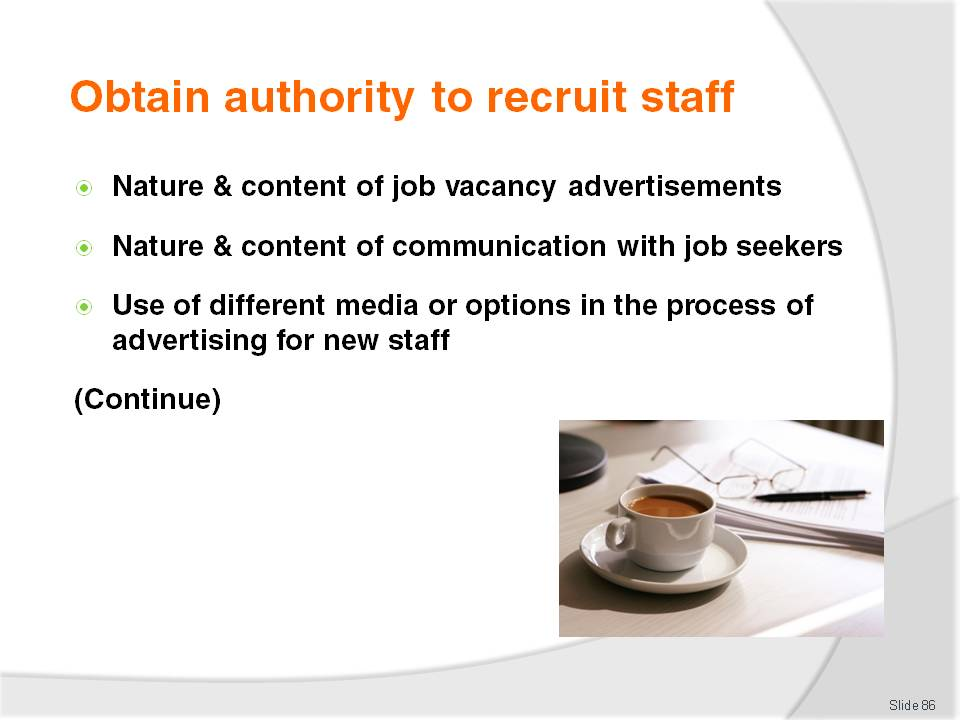 Obtain authority to recruit staff
Nature & content of job vacancy advertisements
Nature & content of communication with job seekers
Use of different media or options in the process of
advertising for new staff
(Continue)
Slide 86